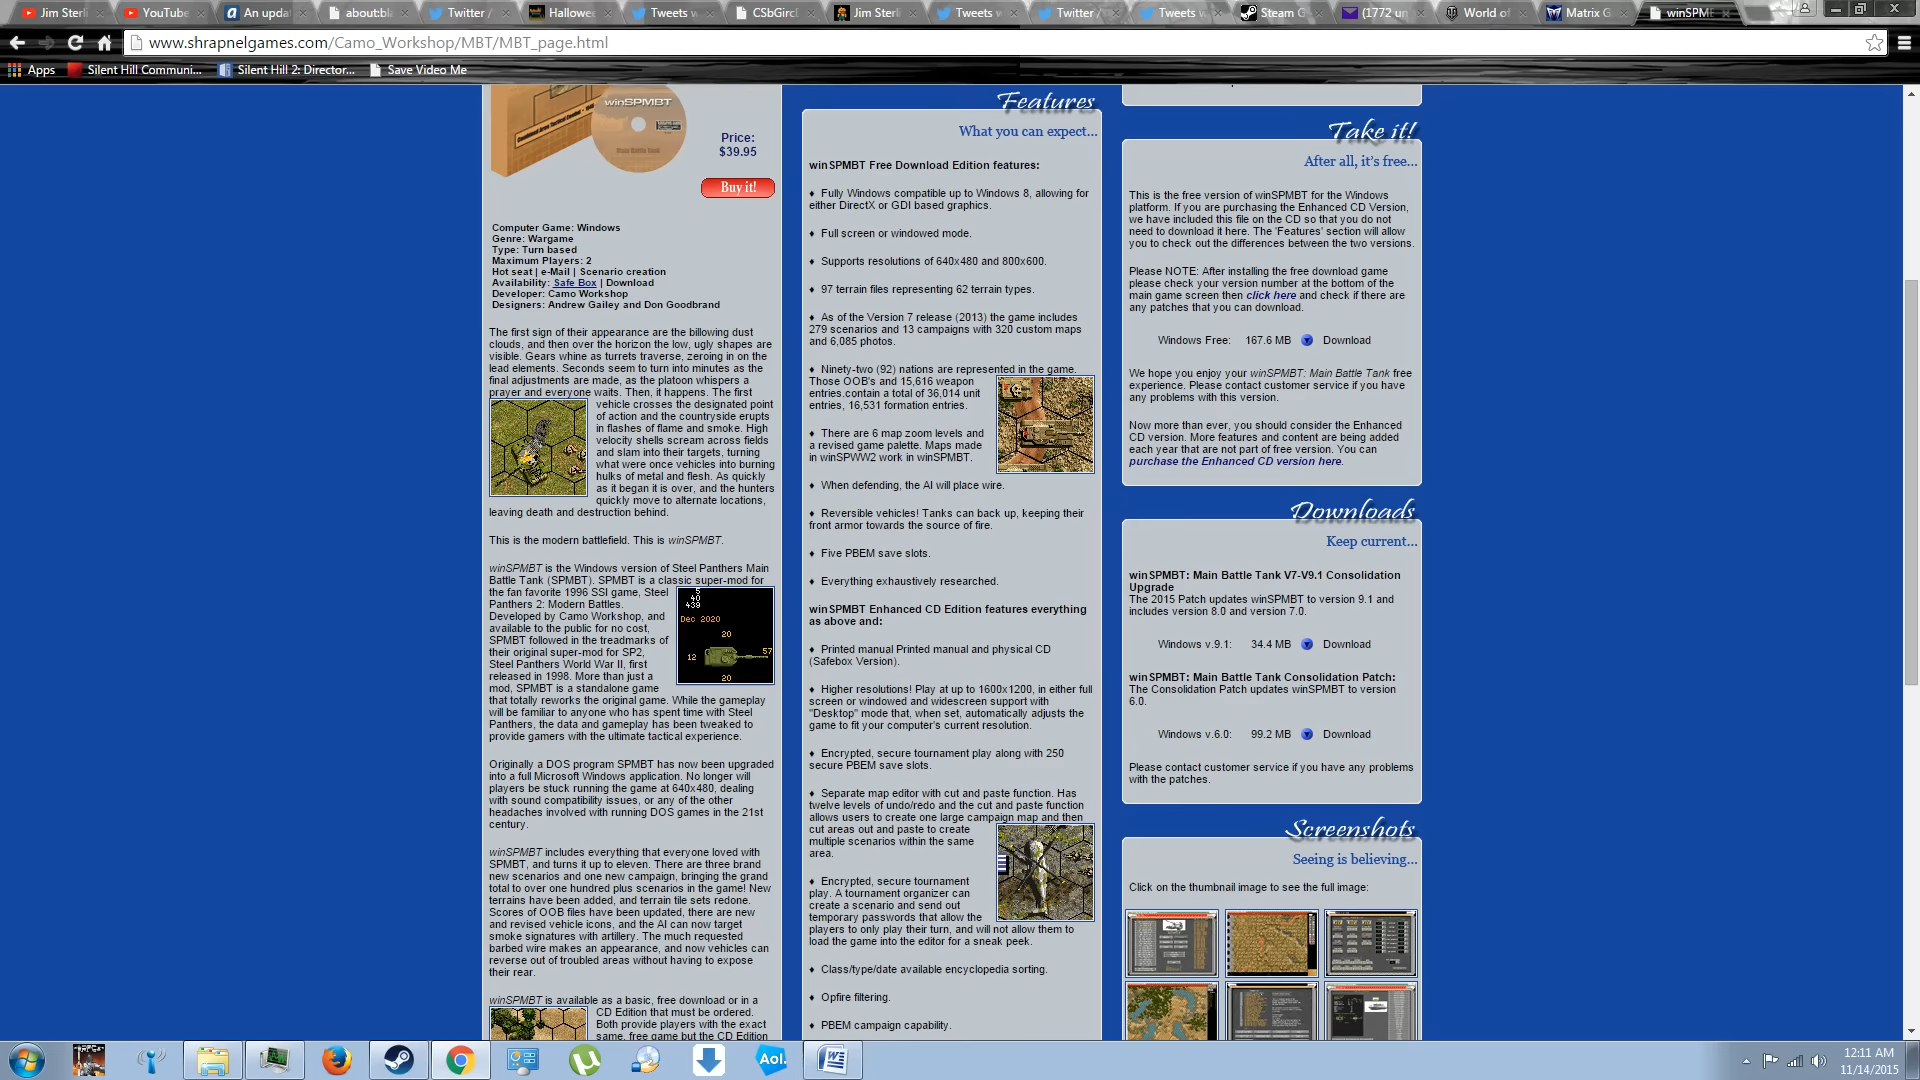 Jim Sterli
YouTube
An upda
about:bl
Twitter /
Hallowe
Tweets w
CSbGircl
Jim Sterli
Tweets w
Twitter /
Tweets w
Steam G
(1772 un
World of
Matrix G
winSPM
www.shrapnelgames.com/Camo_Workshop/MBT/MBT_page.html
Apps
Silent Hill Communi...
Silent Hill 2: Director...
Save Video Me
winSPMBT
Price:
$39.95
Buy it!
Computer Game: Windows
Genre: Wargame
Type: Turn based
Maximum Players: 2
Hot seat | e-Mail | Scenario creation
Availability: Safe Box | Download
Developer: Camo Workshop
Designers: Andrew Gailey and Don Goodbrand
The first sign of their appearance are the billowing dust
clouds, and then over the horizon the low, ugly shapes are
visible. Gears whine as turrets traverse, zeroing in on the
lead elements. Seconds seem to turn into minutes as the
final adjustments are made, as the platoon whispers a
prayer and everyone waits. Then, it happens. The first
vehicle crosses the designated point
of action and the countryside erupts
in flashes of flame and smoke. High
velocity shells scream across fields
and slam into their targets, turning
what were once vehicles into burning
hulks of metal and flesh. As quickly
as it began it is over, and the hunters
quickly move to alternate locations,
leaving death and destruction behind.
This is the modern battlefield. This is winSPMBT.
winSPMBT is the Windows version of Steel Panthers Main
Battle Tank (SPMBT). SPMBT is a classic super-mod for
the fan favorite 1996 SSI game, Steel
Panthers 2: Modern Battles.
Developed by Camo Workshop, and
available to the public for no cost,
SPMBT followed in the treadmarks of
their original super-mod for SP2,
Steel Panthers World War II, first
released in 1998. More than just a
mod, SPMBT is a standalone game
that totally reworks the original game. While the gameplay
will be familiar to anyone who has spent time with Steel
Panthers, the data and gameplay has been tweaked to
provide gamers with the ultimate tactical experience.
5
40
439
Dec 2020
20
12
57
20
Originally a DOS program SPMBT has now been upgraded
into a full Microsoft Windows application. No longer will
players be stuck running the game at 640x480, dealing
with sound compatibility issues, or any of the other
headaches involved with running DOS games in the 21st
century.
winSPMBT includes everything that everyone loved with
SPMBT, and turns it up to eleven. There are three brand
new scenarios and one new campaign, bringing the grand
total to over one hundred plus scenarios in the game! New
terrains have been added, and terrain tile sets redone.
Scores of OOB files have been updated, there are new
and revised vehicle icons, and the AI can now target
smoke signatures with artillery. The much requested
barbed wire makes an appearance, and now vehicles can
reverse out of troubled areas without having to expose
their rear.
winSPMBT is available as a basic, free download or in a
CD Edition that must be ordered.
Both provide players with the exact
same, free game but the CD Edition
Features
What you can expect...
winSPMBT Free Download Edition features:
♦ Fully Windows compatible up to Windows 8, allowing for
either DirectX or GDI based graphics.
♦ Full screen or windowed mode.
♦ Supports resolutions of 640x480 and 800x600.
♦ 97 terrain files representing 62 terrain types.
♦ As of the Version 7 release (2013) the game includes
279 scenarios and 13 campaigns with 320 custom maps
and 6,085 photos.
♦ Ninety-two (92) nations are represented in the game.
Those OOB's and 15,616 weapon
entries.contain a total of 36,014 unit
entries, 16,531 formation entries.
♦ There are 6 map zoom levels and
a revised game palette. Maps made
in winSPWW2 work in winSPMBT.
♦ When defending, the AI will place wire.
♦ Reversible vehicles! Tanks can back up, keeping their
front armor towards the source of fire.
♦ Five PBEM save slots.
♦ Everything exhaustively researched.
winSPMBT Enhanced CD Edition features everything
as above and:
♦ Printed manual Printed manual and physical CD
(Safebox Version).
♦ Higher resolutions! Play at up to 1600x1200, in either full
screen or windowed and widescreen support with
"Desktop" mode that, when set, automatically adjusts the
game to fit your computer's current resolution.
♦ Encrypted, secure tournament play along with 250
secure PBEM save slots.
♦ Separate map editor with cut and paste function. Has
twelve levels of undo/redo and the cut and paste function
allows users to create one large campaign map and then
cut areas out and paste to create
multiple scenarios within the same
area.
♦ Encrypted, secure tournament
play. A tournament organizer can
create a scenario and send out
temporary passwords that allow the
players to only play their turn, and will not allow them to
load the game into the editor for a sneak peek.
♦ Class/type/date available encyclopedia sorting.
♦ Opfire filtering.
♦ PBEM campaign capability.
Take it!
After all, it's free...
This is the free version of winSPMBT for the Windows
platform. If you are purchasing the Enhanced CD Version,
we have included this file on the CD so that you do not
need to download it here. The 'Features' section will allow
you to check out the differences between the two versions.
Please NOTE: After installing the free download game
please check your version number at the bottom of the
main game screen then click here and check if there are
any patches that you can download.
Windows Free: 167.6 MB Download
We hope you enjoy your winSPMBT: Main Battle Tank free
experience. Please contact customer service if you have
any problems with this version.
Now more than ever, you should consider the Enhanced
CD version. More features and content are being added
each year that are not part of free version. You can
purchase the Enhanced CD version here.
Downloads
Keep current...
winSPMBT: Main Battle Tank V7-V9.1 Consolidation
Upgrade
The 2015 Patch updates winSPMBT to version 9.1 and
includes version 8.0 and version 7.0.
Windows v.9.1: 34.4 MB Download
winSPMBT: Main Battle Tank Consolidation Patch:
The Consolidation Patch updates winSPMBT to version
6.0.
Windows v.6.0: 99.2 MB Download
Please contact customer service if you have any problems
with the patches.
Screenshots
Seeing is believing...
Click on the thumbnail image to see the full image:
Aol.
12:11 AM
11/14/2015